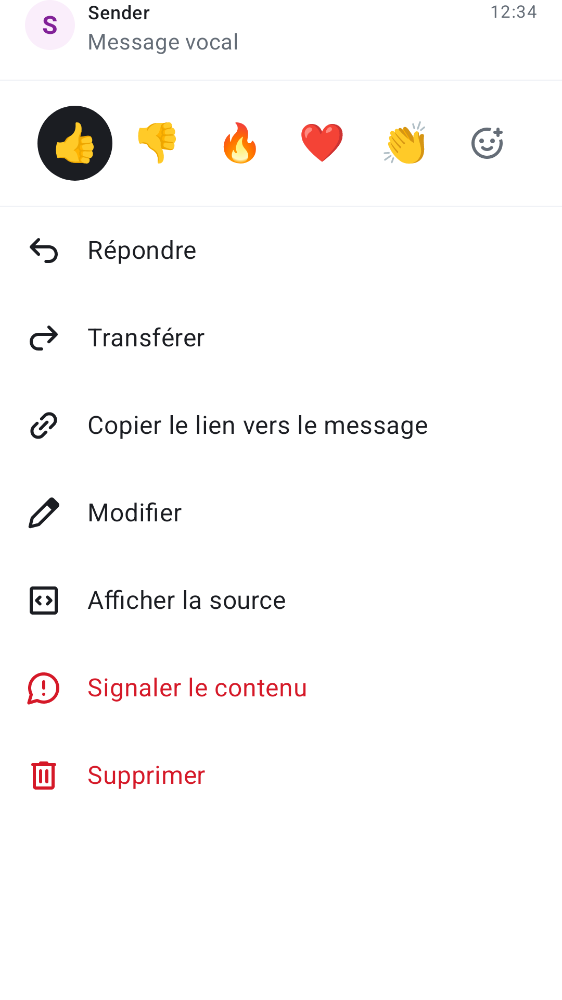 S
Sender
12:34
Message vocal
Répondre
Transférer
Copier le lien vers le message
Modifier
Afficher la source
Signaler le contenu
Supprimer